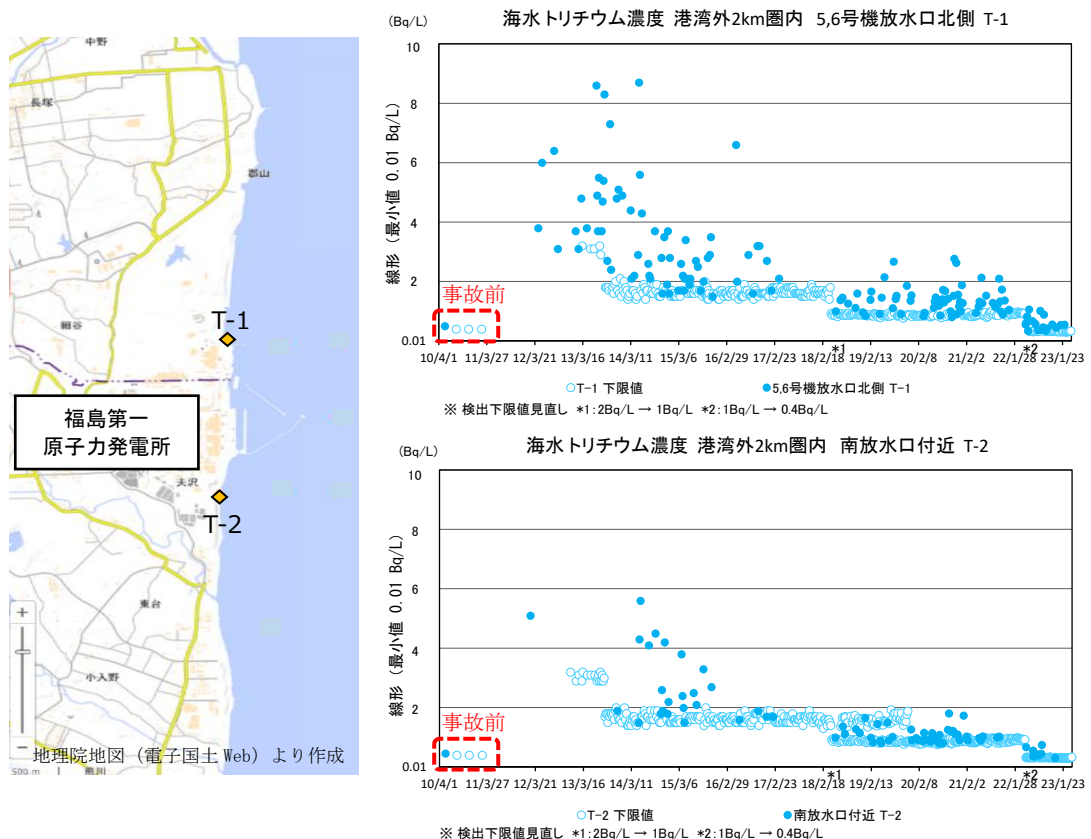 中野
長塚
郡山
細谷
T-1
福島第一
原子力発電所
夫沢
T-2
東台
小入野
熊川
+
-
500 m
地理院地図（電子国土 Web）より作成
(Bq/L)
海水トリチウム濃度 港湾外2km圏内 5,6号機放水口北側 T-1
線形（最小値 0.01 Bq/L）
10
8
6
4
2
0.01
事故前
10/4/1 11/3/27 12/3/21 13/3/16 14/3/11 15/3/6 16/2/29 17/2/23 18/2/18 19/2/13 20/2/8 21/2/2 22/1/28 23/1/23
*1 *2
○T-1 下限値 ●5,6号機放水口北側 T-1
※ 検出下限値見直し *1:2Bq/L → 1Bq/L *2:1Bq/L → 0.4Bq/L
(Bq/L)
海水トリチウム濃度 港湾外2km圏内 南放水口付近 T-2
線形（最小値 0.01 Bq/L）
10
8
6
4
2
0.01
事故前
10/4/1 11/3/27 12/3/21 13/3/16 14/3/11 15/3/6 16/2/29 17/2/23 18/2/18 19/2/13 20/2/8 21/2/2 22/1/28 23/1/23
*1 *2
○T-2 下限値 ●南放水口付近 T-2
※ 検出下限値見直し *1:2Bq/L → 1Bq/L *2:1Bq/L → 0.4Bq/L